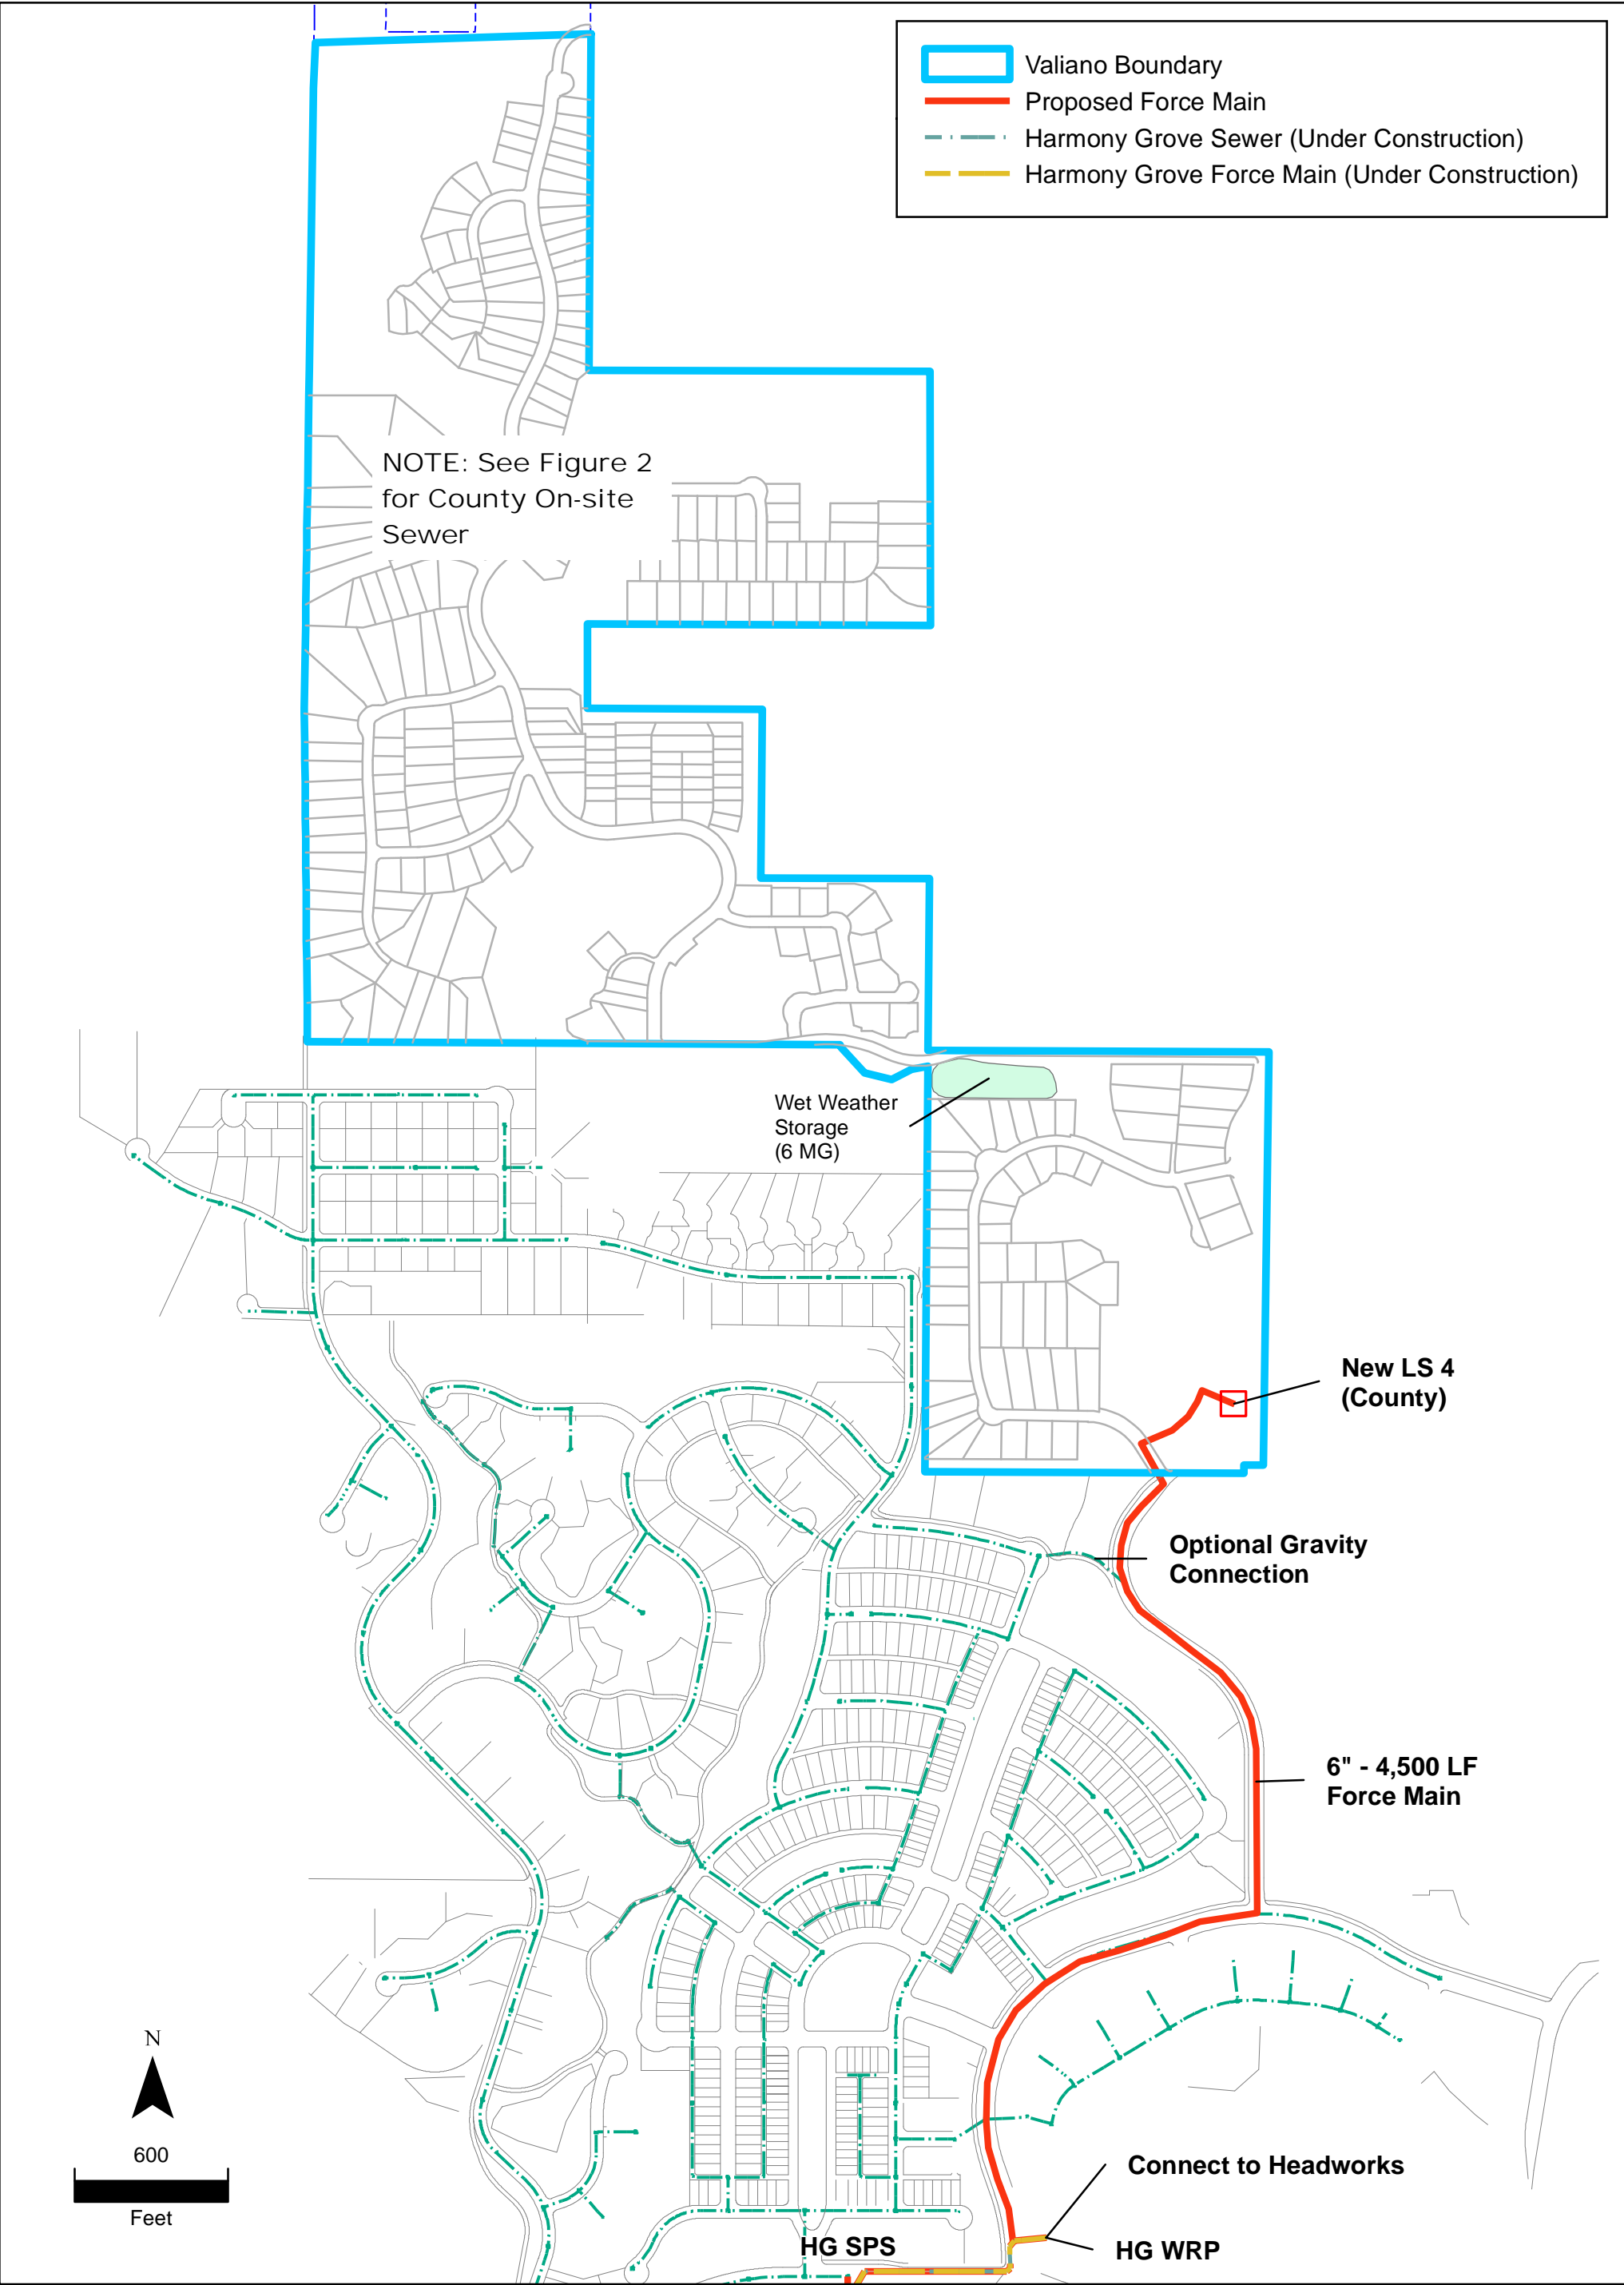 Valiano Boundary
Proposed Force Main
Harmony Grove Sewer (Under Construction)
Harmony Grove Force Main (Under Construction)
NOTE: See Figure 2
for County On-site
Sewer
Wet Weather
Storage
(6 MG)
New LS 4
(County)
Optional Gravity
Connection
6" - 4,500 LF
Force Main
N
600
Feet
Connect to Headworks
HG SPS
HG WRP